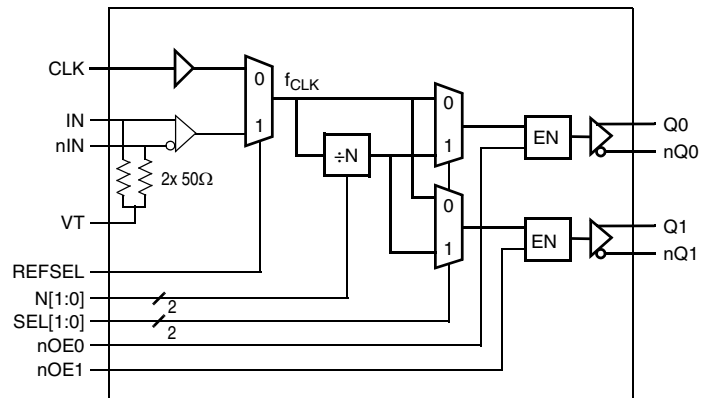 CLK
IN
nIN
2x 50Ω
VT
REFSEL
N[1:0]
2
SEL[1:0]
2
nOE0
nOE1
0
1
fCLK
÷N
0
1
0
1
EN
EN
Q0
nQ0
Q1
nQ1